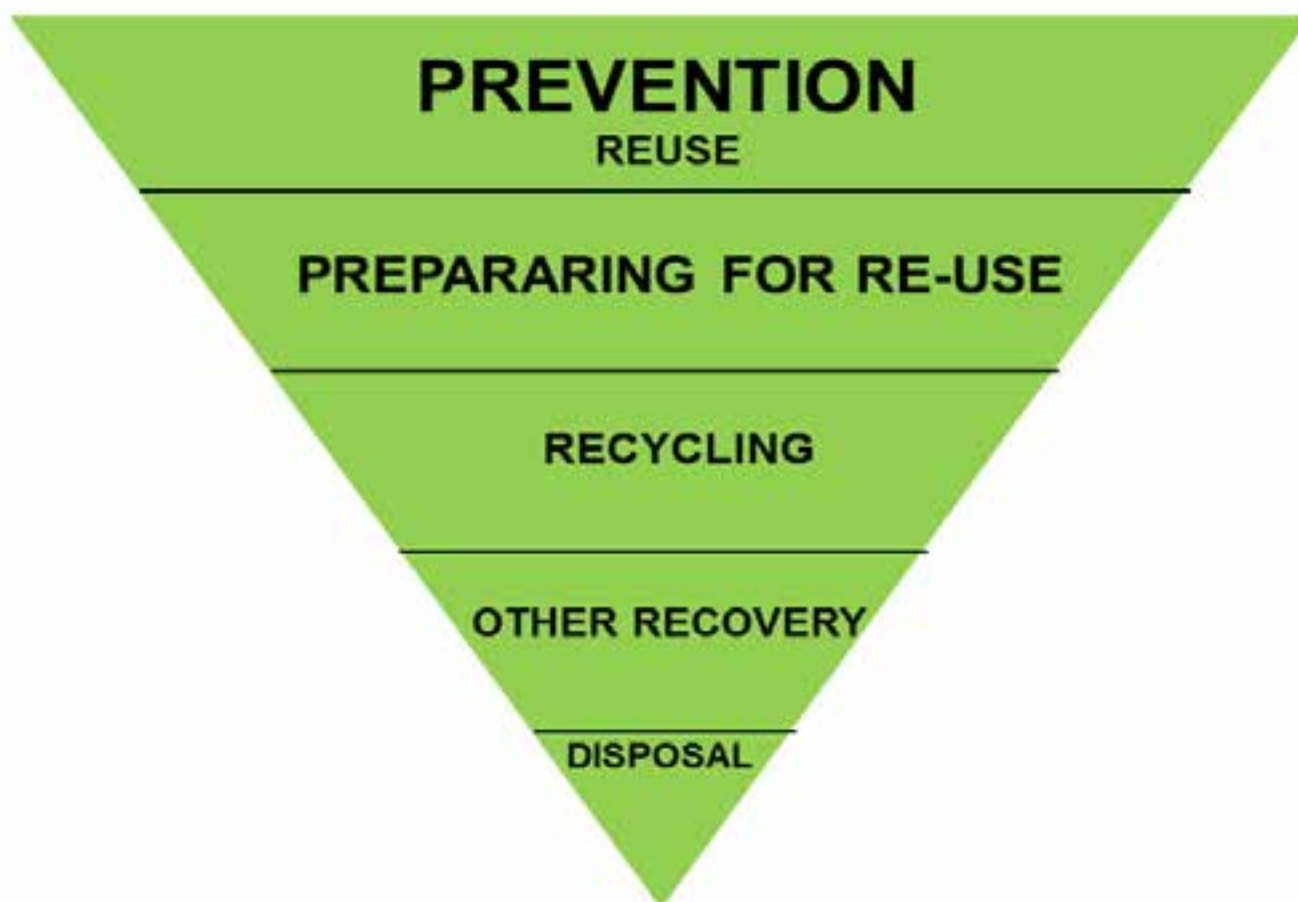 PREVENTION
REUSE
PREPARARING FOR RE-USE
RECYCLING
OTHER RECOVERY
DISPOSAL